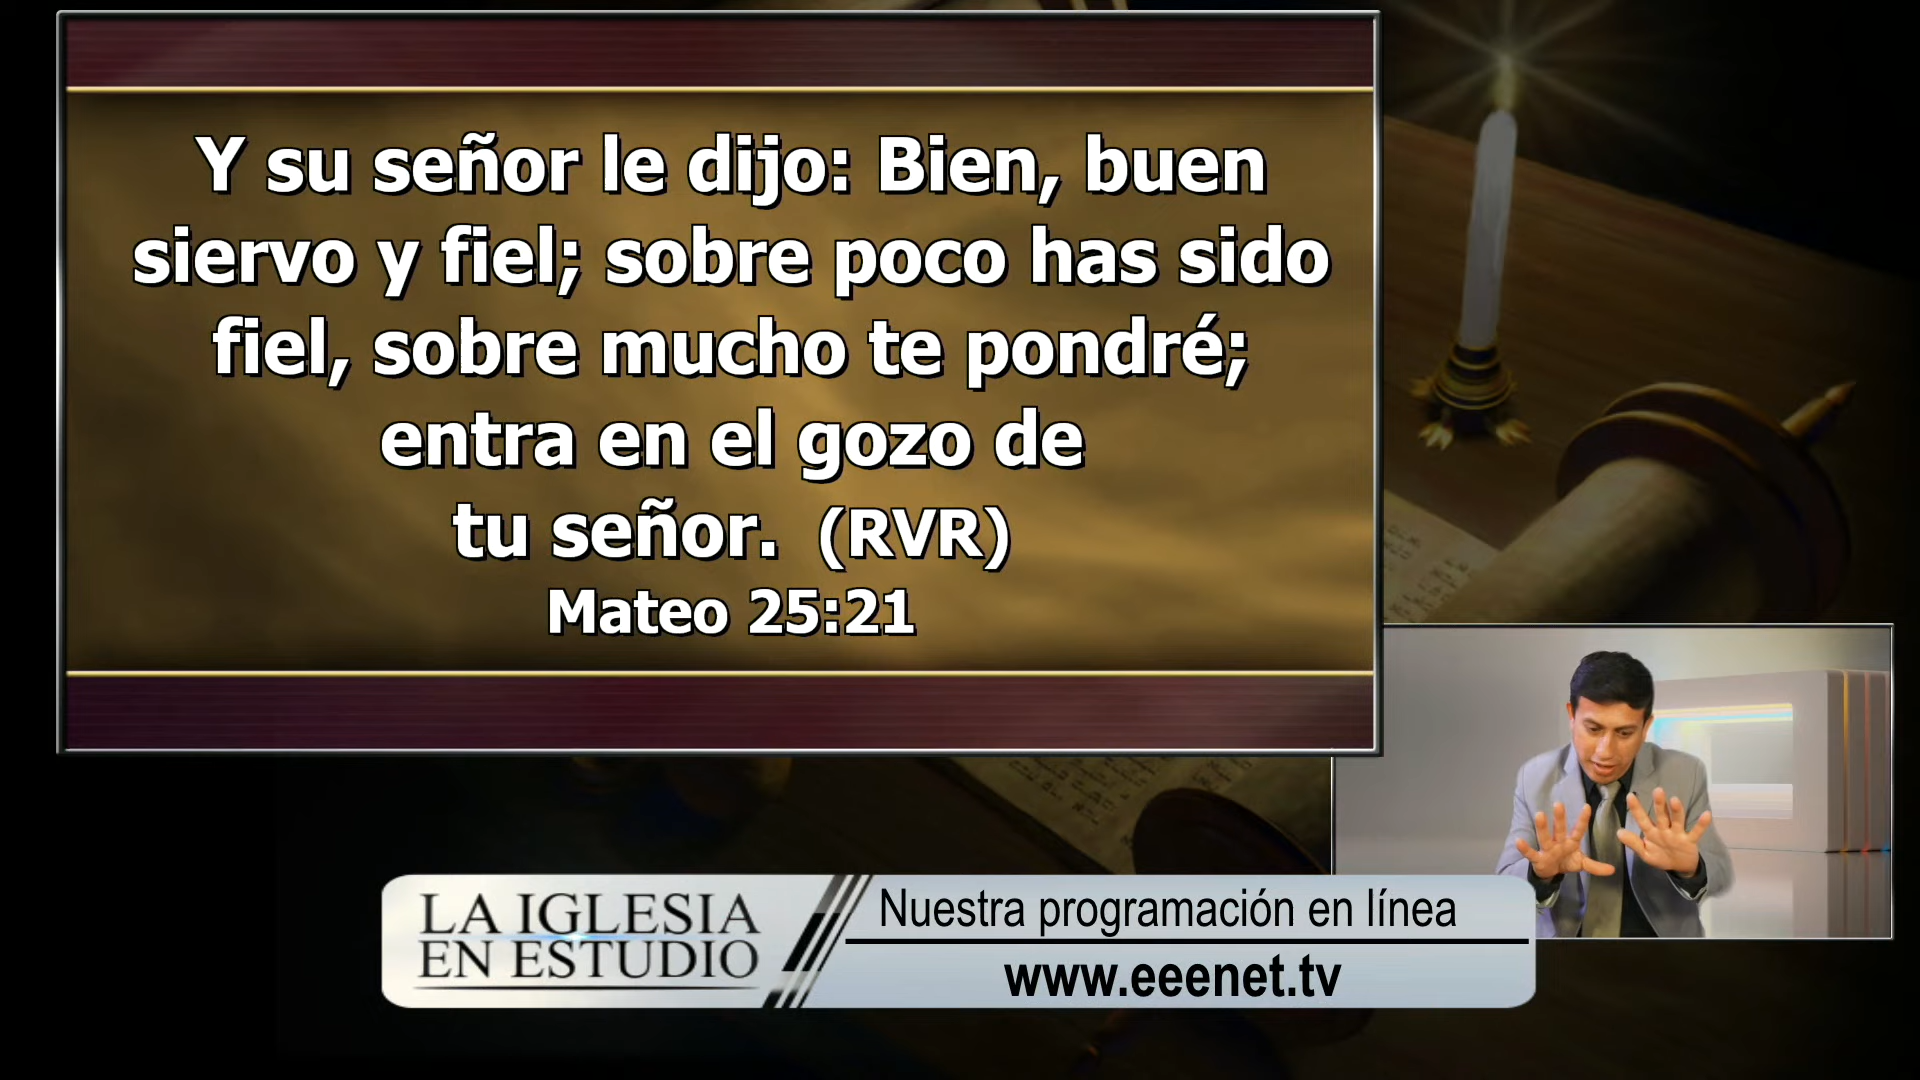 Y su señor le dijo: Bien, buen
siervo y fiel; sobre poco has sido
fiel, sobre mucho te pondré;
entra en el gozo de
tu señor. (RVR)
Mateo 25:21
LA IGLESIA
EN ESTUDIO
Nuestra programación en línea
www.eeenet.tv